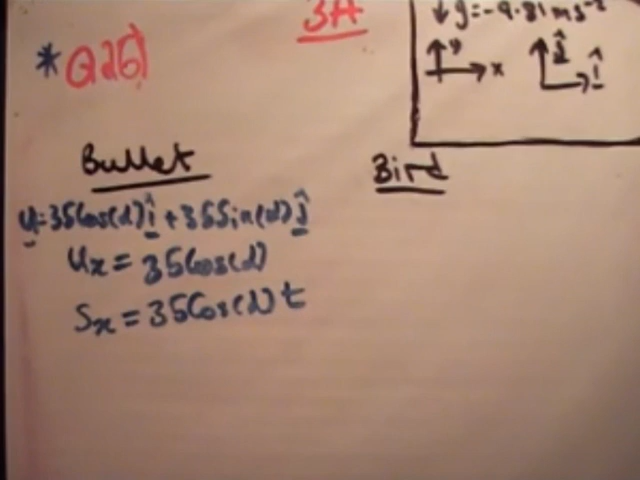 3A
↓g=-9.81ms⁻²
y
x
ĵ
î
*Q26)
Bullet
Bird
u=35Cos(α)î+35Sin(α)ĵ
Ux=35Cos(α)
Sx=35Cos(α)t